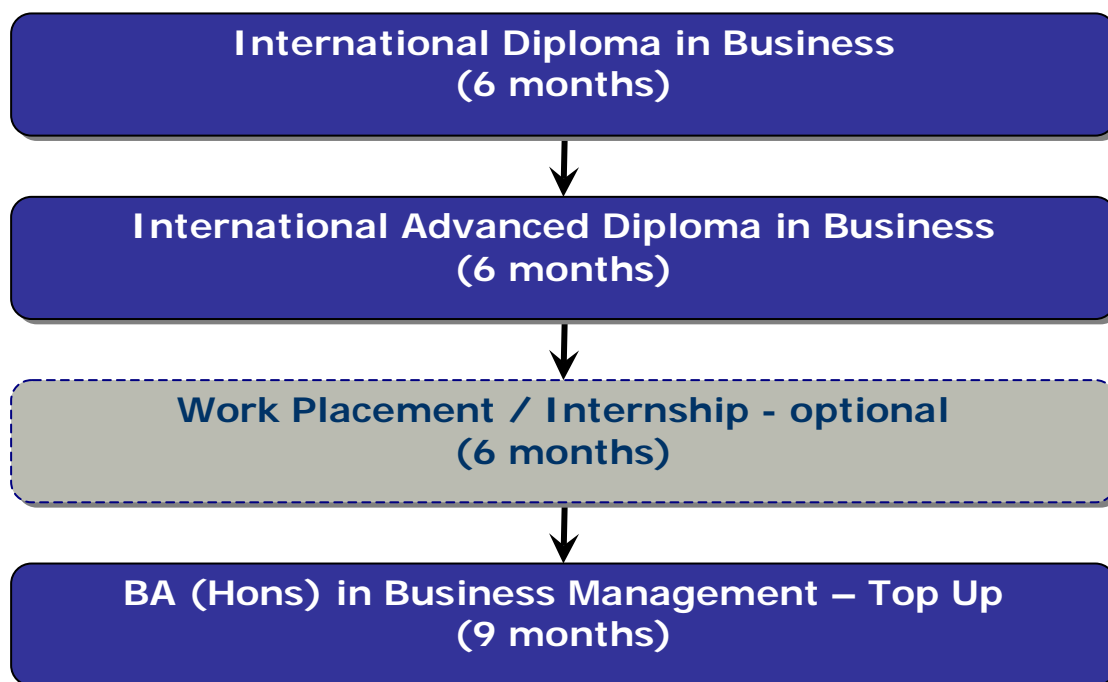 International Diploma in Business
(6 months)
International Advanced Diploma in Business
(6 months)
Work Placement / Internship - optional
(6 months)
BA (Hons) in Business Management – Top Up
(9 months)